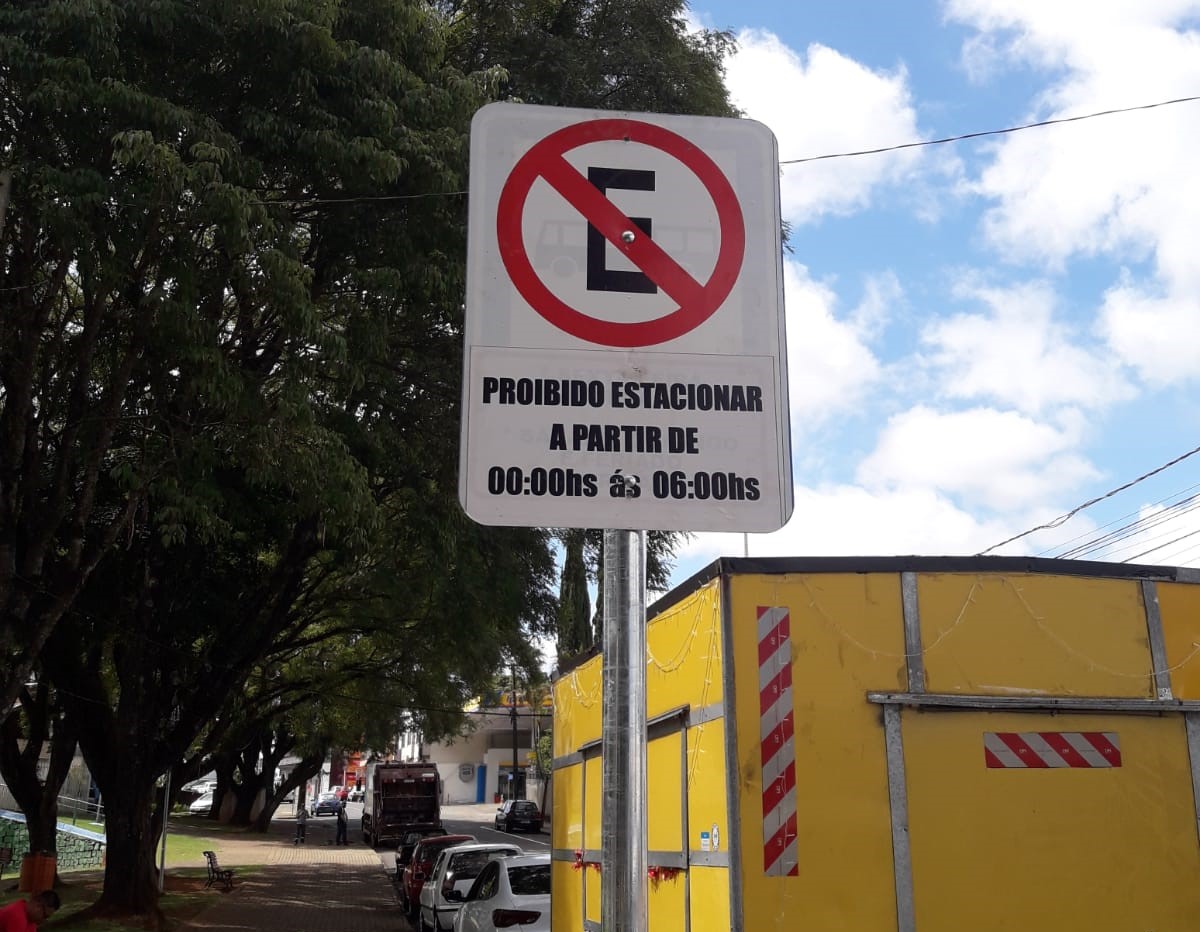 E
PROIBIDO ESTACIONAR
A PARTIR DE
00:00hs ás 06:00hs